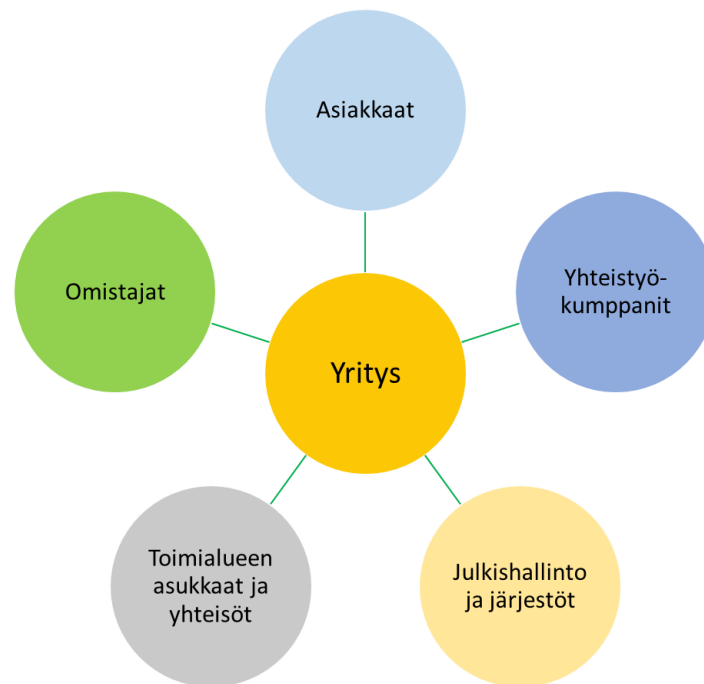 Asiakkaat
Omistajat
Yhteistyö-
kumppanit
Yritys
Toimialueen
asukkaat ja
yhteisöt
Julkishallinto
ja järjestöt